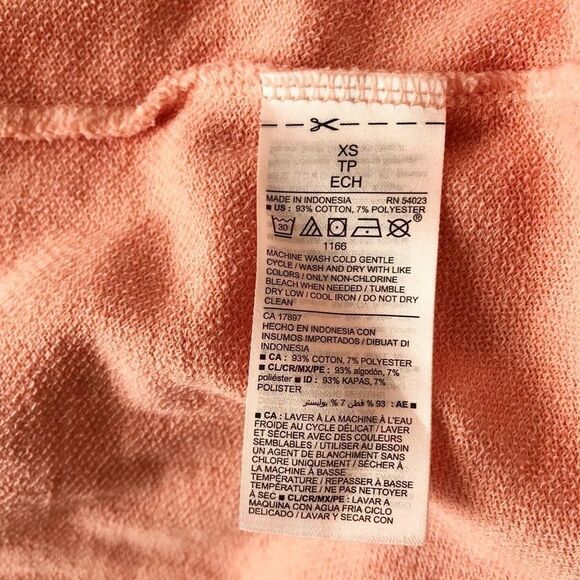 XS
TP
ECH
MADE IN INDONESIA RN 54023
■ US : 93% COTTON, 7% POLYESTER
30 ®
1166
MACHINE WASH COLD GENTLE
CYCLE / WASH AND DRY WITH LIKE
COLORS / ONLY NON-CHLORINE
BLEACH WHEN NEEDED / TUMBLE
DRY LOW / COOL IRON / DO NOT DRY
CLEAN
CA 17897
HECHO EN INDONESIA CON
INSUMOS IMPORTADOS / DIBUAT DI
INDONESIA
■ CA : 93% COTON, 7% POLYESTER
■ CL/CR/MX/PE : 93% algodón, 7%
poliéster ■ ID : 93% KAPAS, 7%
POLISTER
■ AE : 93 % قطن 7 % بوليستر
■ CA : LAVER À LA MACHINE À L'EAU
FROIDE AU CYCLE DÉLICAT / LAVER
ET SÉCHER AVEC DES COULEURS
SEMBLABLES / UTILISER AU BESOIN
UN AGENT DE BLANCHIMENT SANS
CHLORE UNIQUEMENT / SÉCHER À
LA MACHINE À BASSE
TEMPÉRATURE / REPASSER À BASSE
TEMPÉRATURE / NE PAS NETTOYER
À SEC ■ CL/CR/MX/PE : LAVAR A
MAQUINA CON AGUA FRIA CICLO
DELICADO / LAVAR Y SECAR CON